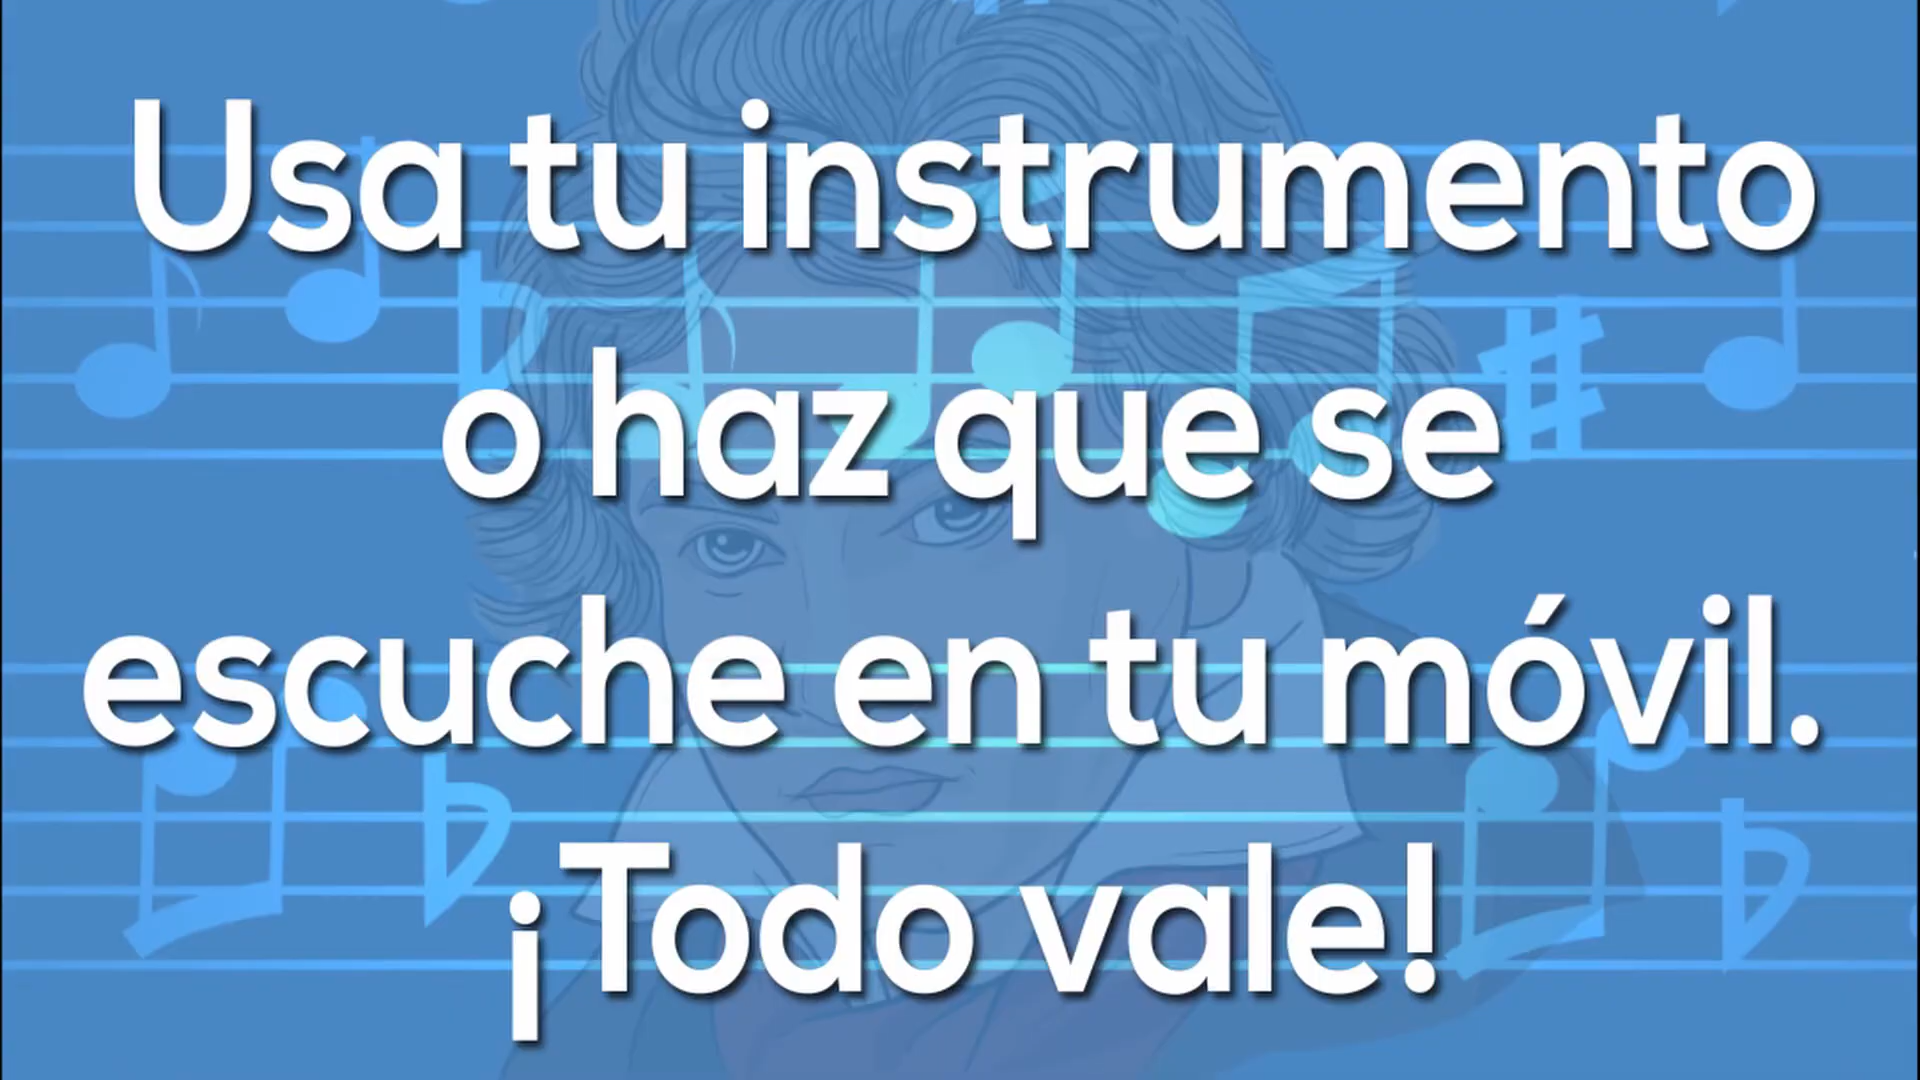 Usa tu instrumento
o haz que se
escuche en tu móvil.
¡Todo vale!